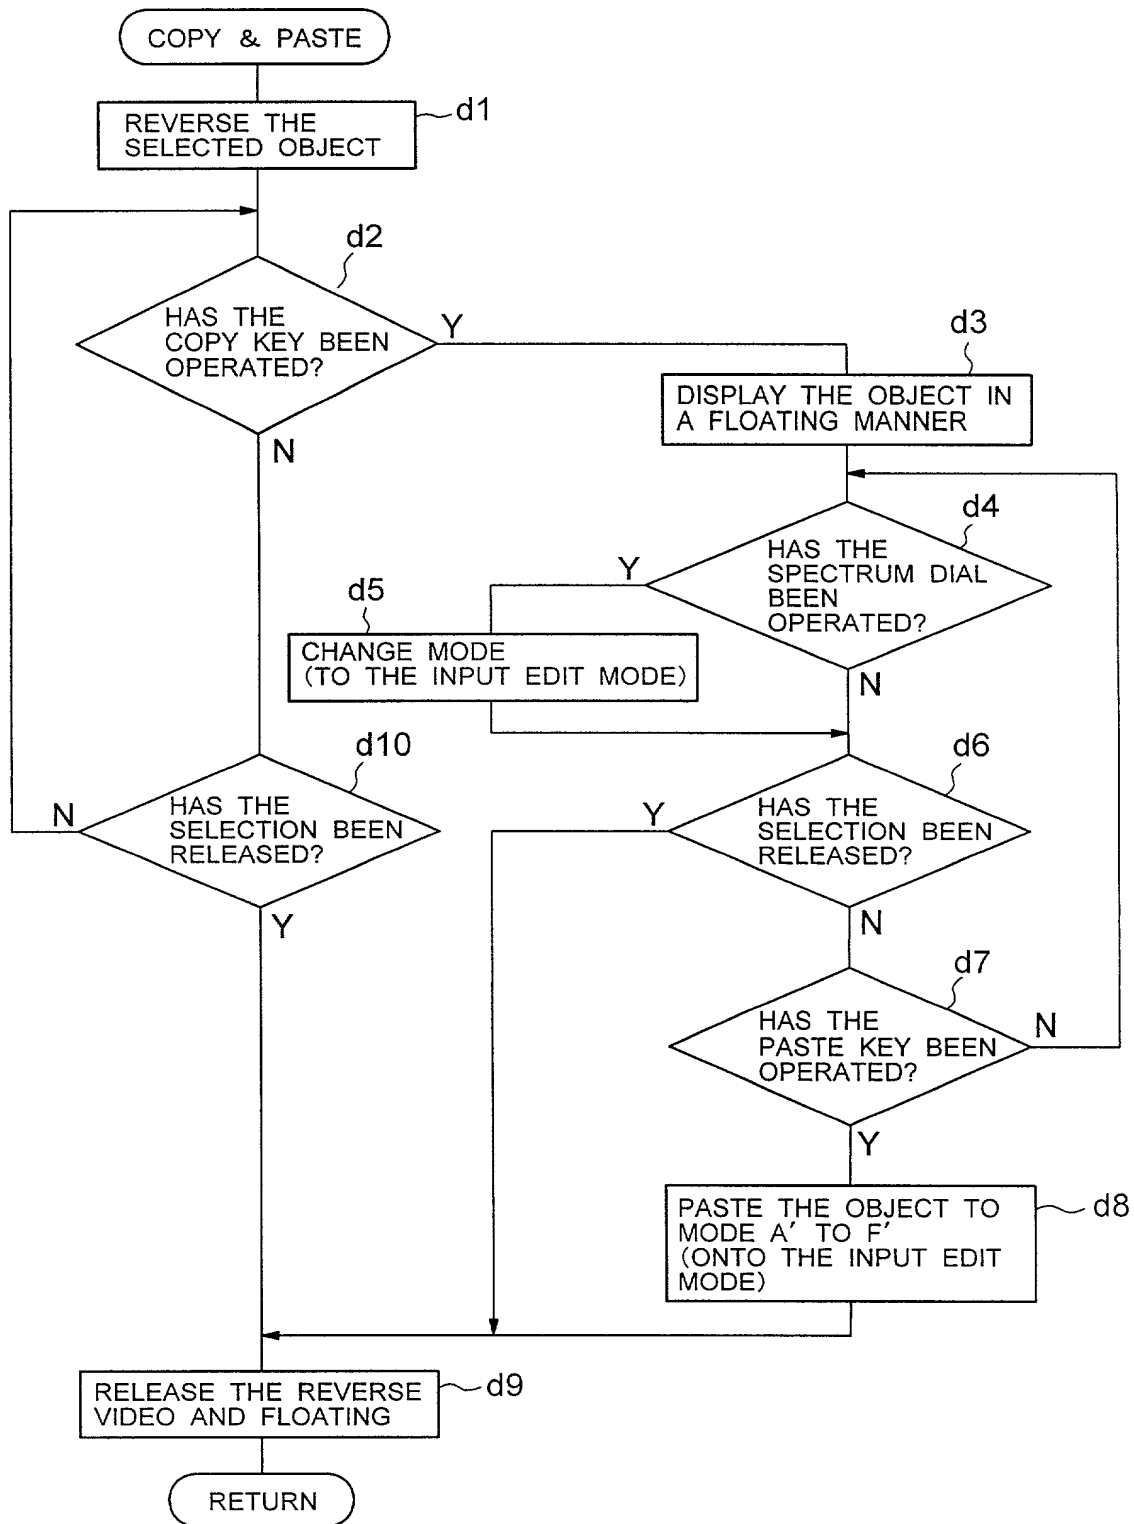 COPY & PASTE
d1
REVERSE THE
SELECTED OBJECT
d2
HAS THE
COPY KEY BEEN
OPERATED?
Y
N
d3
DISPLAY THE OBJECT IN
A FLOATING MANNER
d4
HAS THE
SPECTRUM DIAL
BEEN
OPERATED?
Y
N
d5
CHANGE MODE
(TO THE INPUT EDIT MODE)
d10
HAS THE
SELECTION BEEN
RELEASED?
N
Y
d6
HAS THE
SELECTION BEEN
RELEASED?
Y
N
d7
HAS THE
PASTE KEY BEEN
OPERATED?
N
Y
d8
PASTE THE OBJECT TO
MODE A′ TO F′
(ONTO THE INPUT EDIT
MODE)
d9
RELEASE THE REVERSE
VIDEO AND FLOATING
RETURN